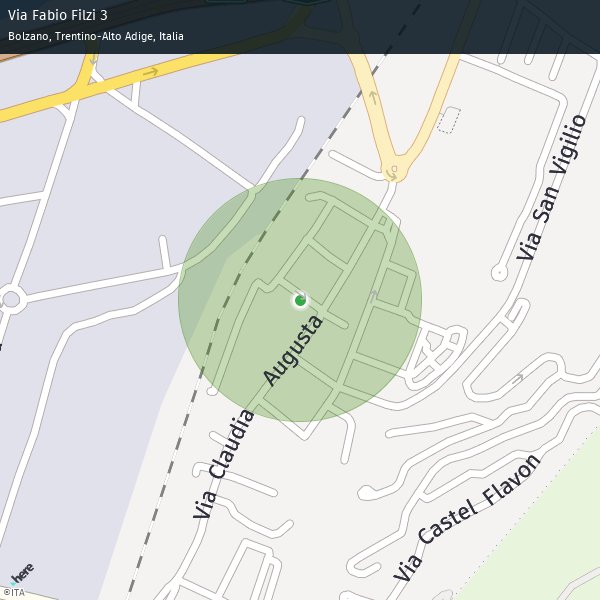 Via Fabio Filzi 3
Bolzano, Trentino-Alto Adige, Italia
Via San Vigilio
Via Claudia Augusta
Via Castel Flavon
here
©ITA